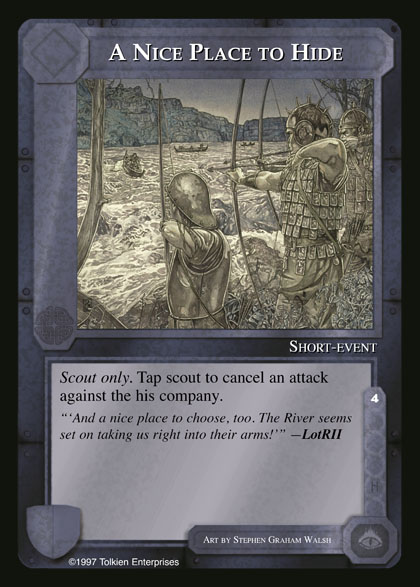 A Nice Place to Hide
Short-event
Scout only. Tap scout to cancel an attack
against the his company.
“‘And a nice place to choose, too. The River seems
set on taking us right into their arms!’” —LotRII
4
H
Art by Stephen Graham Walsh
©1997 Tolkien Enterprises